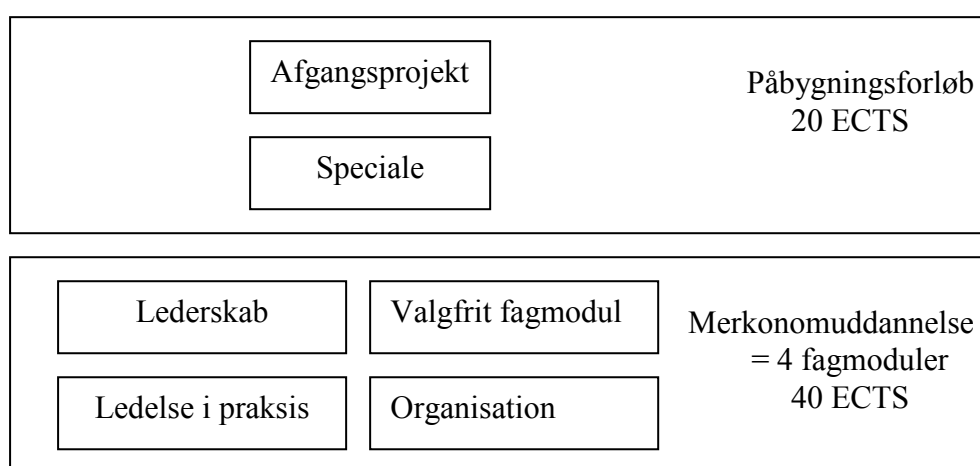 Afgangsprojekt
Speciale
Påbygningsforløb
20 ECTS
Lederskab
Valgfrit fagmodul
Ledelse i praksis
Organisation
Merkonomuddannelse
= 4 fagmoduler
40 ECTS